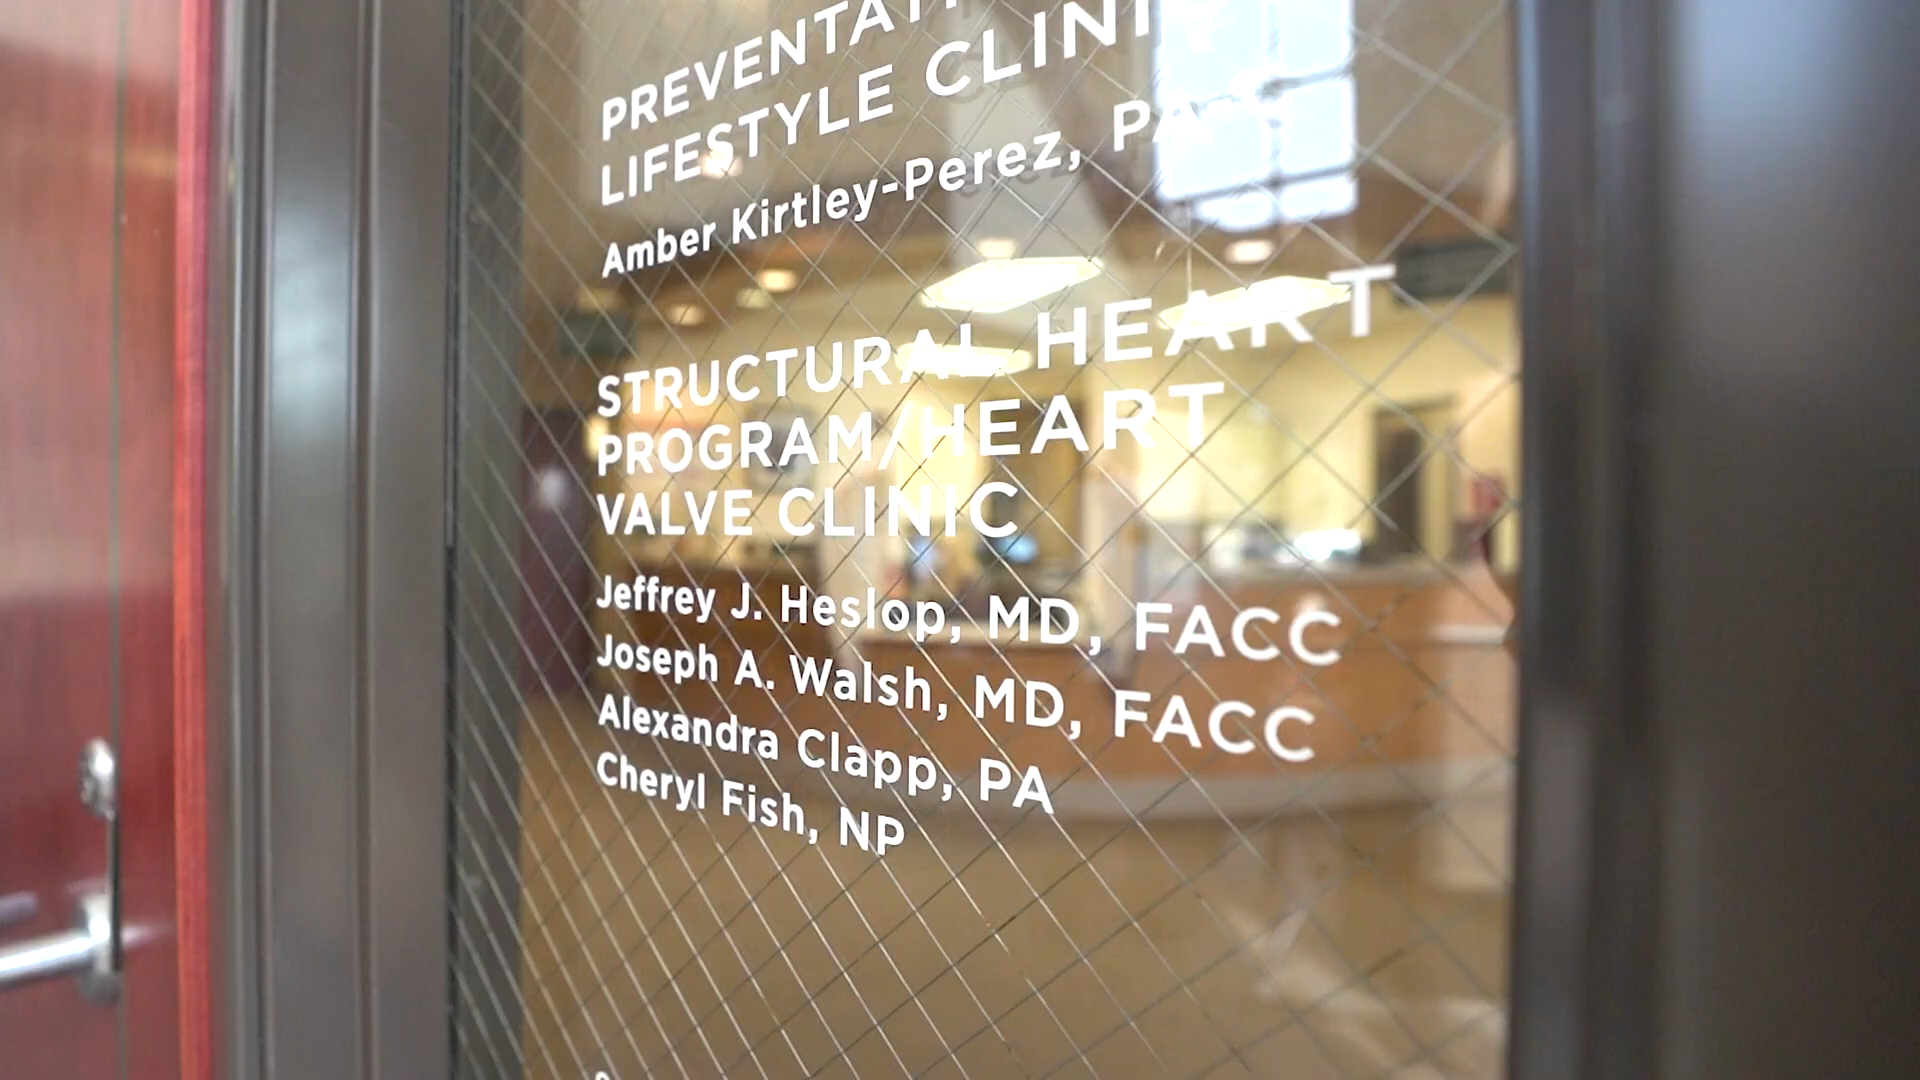 LIFESTYLE
Amber Kirtley-Perez, PA
STRUCTURAL HEART
PROGRAM/HEART
VALVE CLINIC
Jeffrey J. Heslop, MD, FACC
Joseph A. Walsh, MD, FACC
Alexandra Clapp, PA
Cheryl Fish, NP